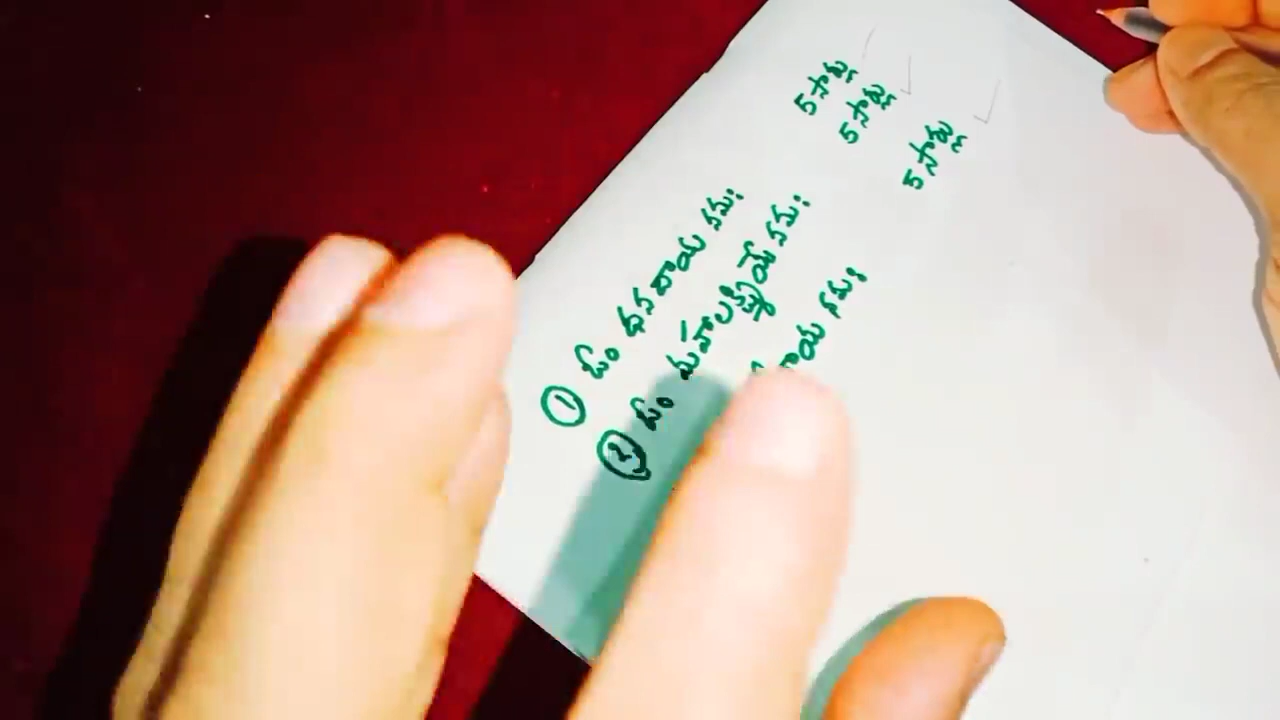 ① ఓం ధనదాయ నమః 5 సార్లు
② ఓం మహాలక్ష్మియే నమః 5 సార్లు
నమః 5 సార్లు